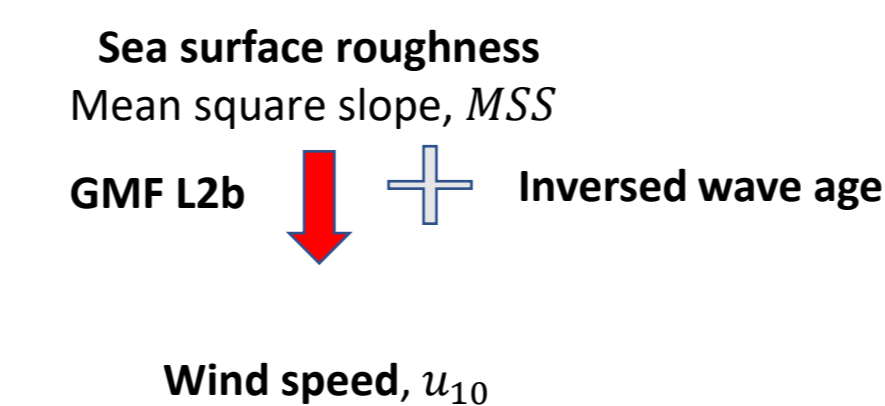 Sea surface roughness
Mean square slope, MSS
GMF L2b
Inversed wave age
Wind speed, u₁₀